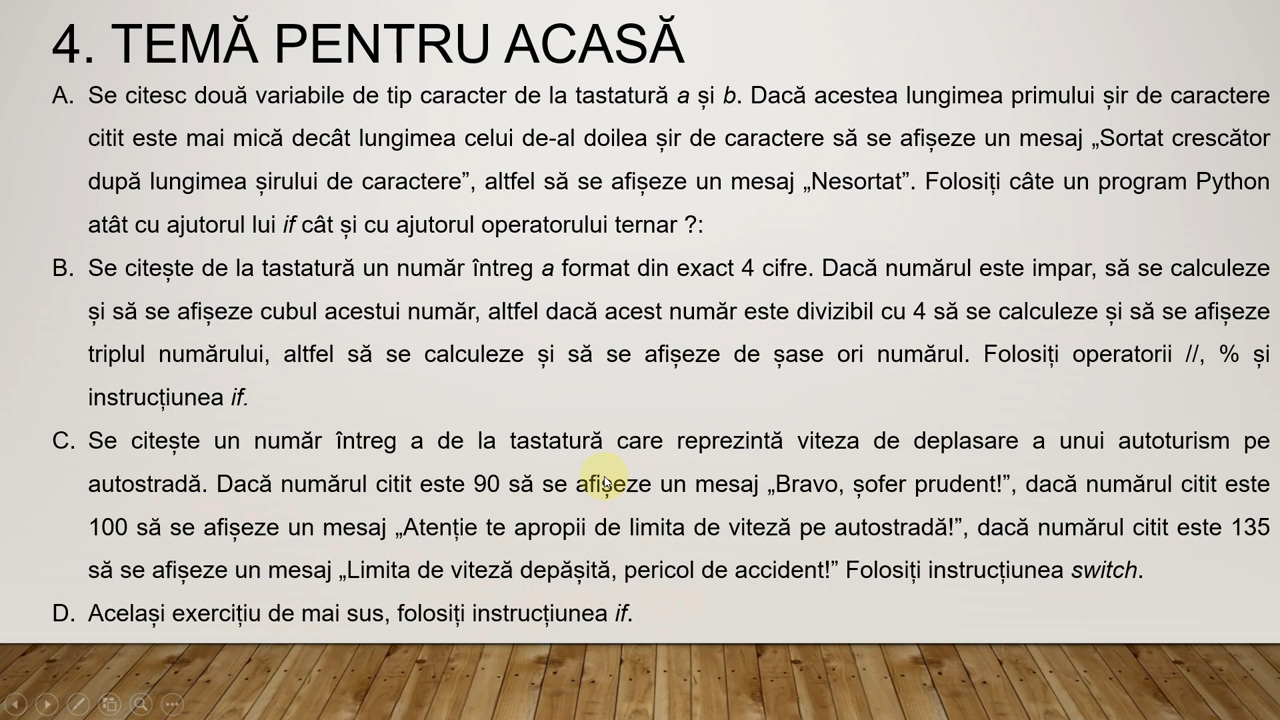 4. TEMĂ PENTRU ACASĂ
A. Se citesc două variabile de tip caracter de la tastatură a și b. Dacă acestea lungimea primului șir de caractere
citit este mai mică decât lungimea celui de-al doilea șir de caractere să se afișeze un mesaj „Sortat crescător
după lungimea șirului de caractere”, altfel să se afișeze un mesaj „Nesortat”. Folosiți câte un program Python
atât cu ajutorul lui if cât și cu ajutorul operatorului ternar ?:
B. Se citește de la tastatură un număr întreg a format din exact 4 cifre. Dacă numărul este impar, să se calculeze
și să se afișeze cubul acestui număr, altfel dacă acest număr este divizibil cu 4 să se calculeze și să se afișeze
triplul numărului, altfel să se calculeze și să se afișeze de șase ori numărul. Folosiți operatorii //, % și
instrucțiunea if.
C. Se citește un număr întreg a de la tastatură care reprezintă viteza de deplasare a unui autoturism pe
autostradă. Dacă numărul citit este 90 să se afișeze un mesaj „Bravo, șofer prudent!”, dacă numărul citit este
100 să se afișeze un mesaj „Atenție te apropii de limita de viteză pe autostradă!”, dacă numărul citit este 135
să se afișeze un mesaj „Limita de viteză depășită, pericol de accident!” Folosiți instrucțiunea switch.
D. Același exercițiu de mai sus, folosiți instrucțiunea if.